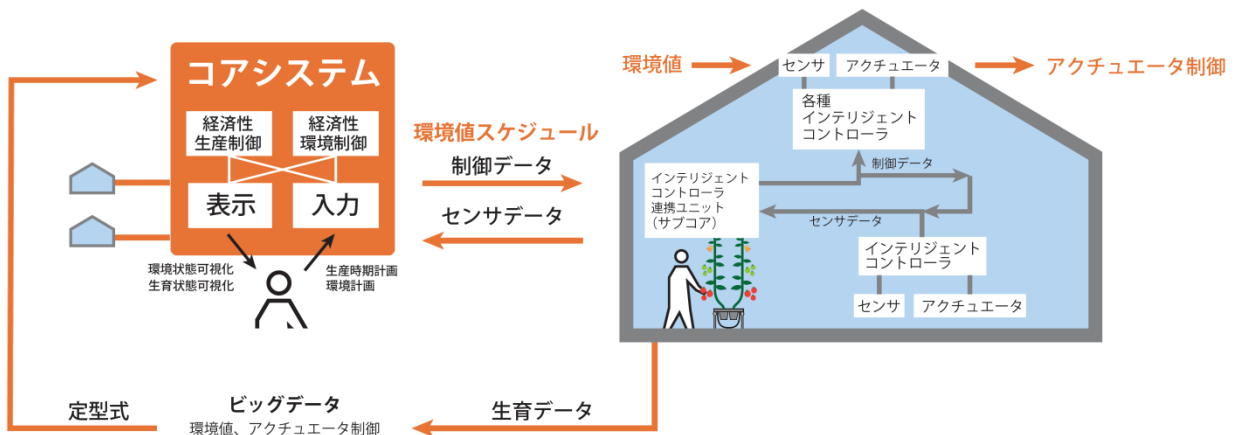 コアシステム
経済性
生産制御
経済性
環境制御
表示
入力
環境状態可視化
生育状態可視化
生産時期計画
環境計画
環境値スケジュール
制御データ
センサデータ
環境値
センサ
アクチュエータ
アクチュエータ制御
各種
インテリジェント
コントローラ
制御データ
インテリジェント
コントローラ
連携ユニット
（サブコア）
センサデータ
インテリジェント
コントローラ
センサ
アクチュエータ
定型式
ビッグデータ
環境値、アクチュエータ制御
生育データ